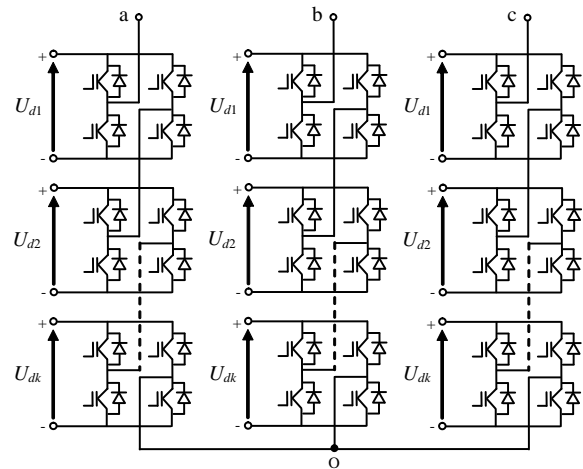 a b c
+ + +
Ud1 Ud1 Ud1
- - -
+ + +
Ud2 Ud2 Ud2
- - -
+ + +
Udk Udk Udk
- - -
o